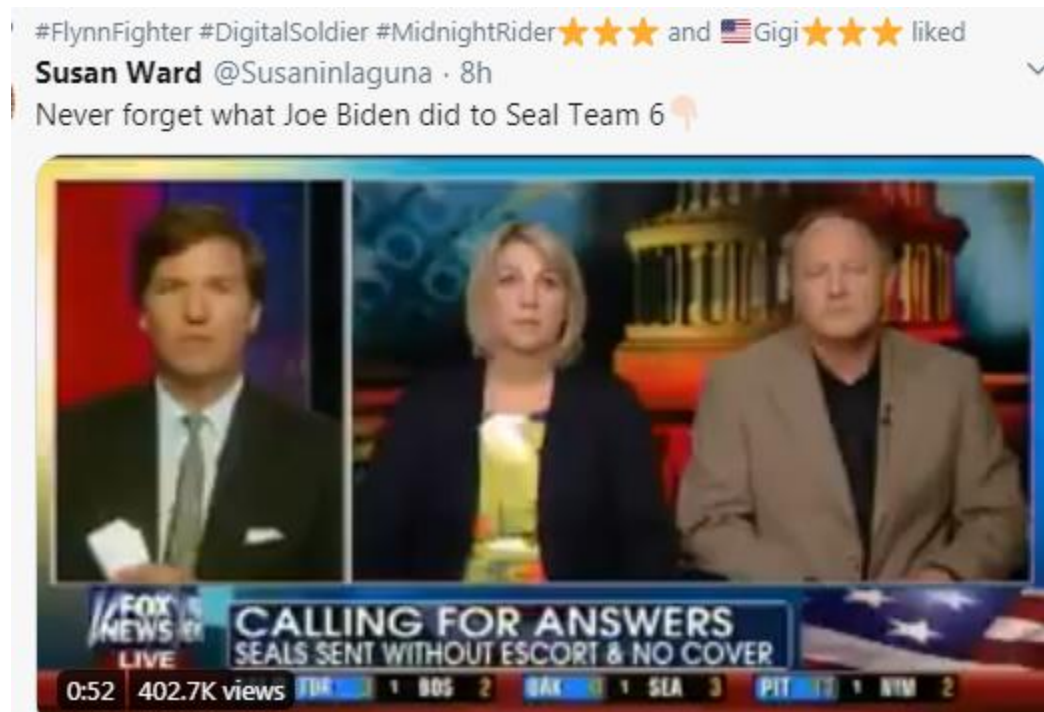 #FlynnFighter #DigitalSoldier #MidnightRider⭐⭐⭐ and 🇺🇸Gigi⭐⭐⭐ liked
Susan Ward @Susaninlaguna · 8h
Never forget what Joe Biden did to Seal Team 6👇🏻
FOX
NEWS
LIVE
CALLING FOR ANSWERS
SEALS SENT WITHOUT ESCORT & NO COVER
0:52 402.7K views
1 BOS 2 OAK 1 SEA 3 PIT 1 NYM 2